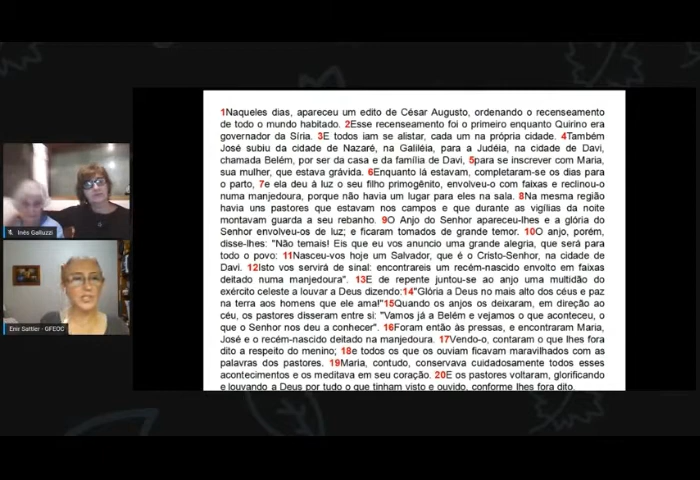 1Naqueles dias, apareceu um edito de César Augusto, ordenando o recenseamento
de todo o mundo habitado. 2Esse recenseamento foi o primeiro enquanto Quirino era
governador da Síria. 3E todos iam se alistar, cada um na própria cidade. 4Também
José subiu da cidade de Nazaré, na Galiléia, para a Judéia, na cidade de Davi,
chamada Belém, por ser da casa e da família de Davi, 5para se inscrever com Maria,
sua mulher, que estava grávida. 6Enquanto lá estavam, completaram-se os dias para
o parto, 7e ela deu à luz o seu filho primogênito, envolveu-o com faixas e reclinou-o
numa manjedoura, porque não havia um lugar para eles na sala. 8Na mesma região
havia uns pastores que estavam nos campos e que durante as vigílias da noite
montavam guarda a seu rebanho. 9O Anjo do Senhor apareceu-lhes e a glória do
Senhor envolveu-os de luz; e ficaram tomados de grande temor. 10O anjo, porém,
disse-lhes: "Não temais! Eis que eu vos anuncio uma grande alegria, que será para
todo o povo: 11Nasceu-vos hoje um Salvador, que é o Cristo-Senhor, na cidade de
Davi. 12Isto vos servirá de sinal: encontrareis um recém-nascido envolto em faixas
deitado numa manjedoura". 13E de repente juntou-se ao anjo uma multidão do
exército celeste a louvar a Deus dizendo:14"Glória a Deus no mais alto dos céus e paz
na terra aos homens que ele ama!"15Quando os anjos os deixaram, em direção ao
céu, os pastores disseram entre si: "Vamos já a Belém e vejamos o que aconteceu,
o que o Senhor nos deu a conhecer". 16Foram então às pressas, e encontraram Maria,
José e o recém-nascido deitado na manjedoura. 17Vendo-o, contaram o que lhes fora
dito a respeito do menino; 18e todos os que os ouviam ficavam maravilhados com as
palavras dos pastores. 19Maria, contudo, conservava cuidadosamente todos esses
acontecimentos e os meditava em seu coração. 20E os pastores voltaram, glorificando
e louvando a Deus por tudo o que tinham visto e ouvido, conforme lhes fora dito.
Inés Galluzzi
Enir Sattler - GFEOC